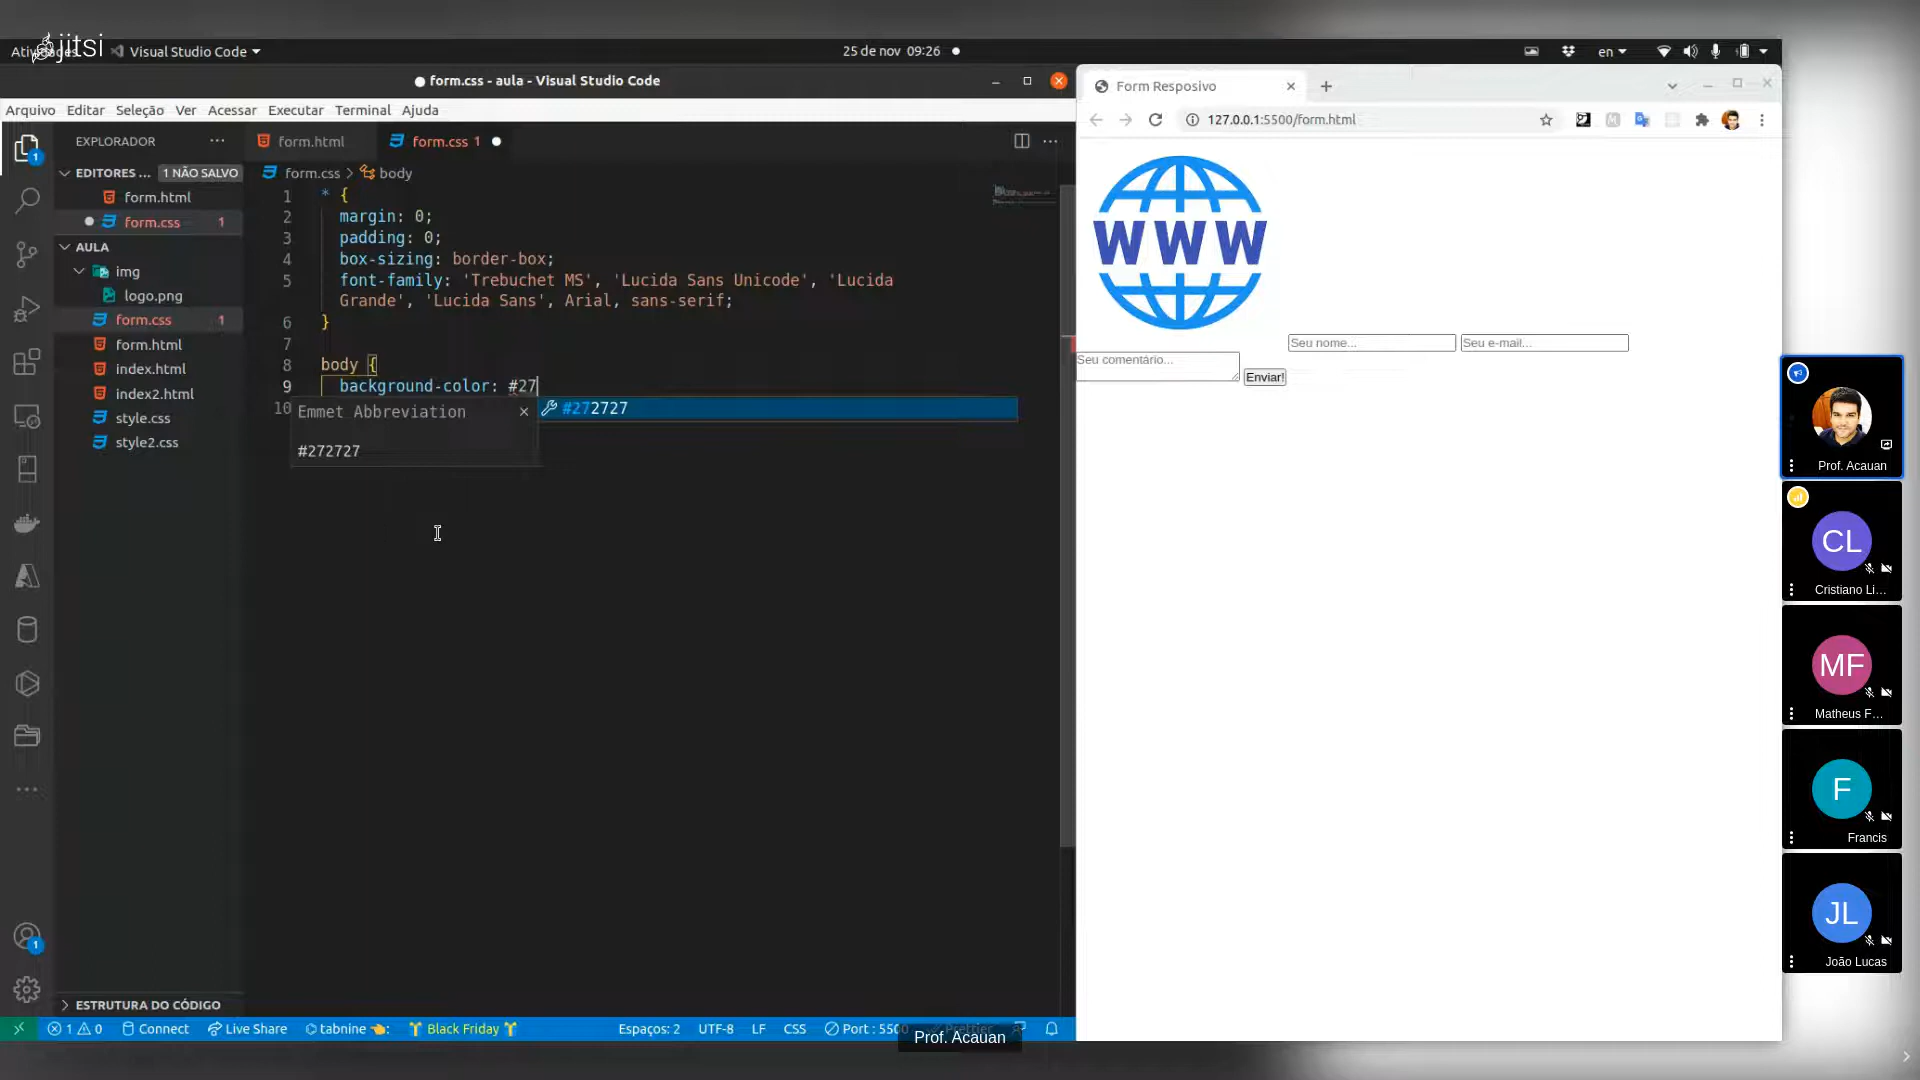 jitsi
Visual Studio Code
25 de nov 09:26
en
form.css - aula - Visual Studio Code
Arquivo Editar Seleção Ver Acessar Executar Terminal Ajuda
EXPLORADOR
EDITORES ... 1 NÃO SALVO
form.html
form.css 1
AULA
img
logo.png
form.css 1
form.html
index.html
index2.html
style.css
style2.css
ESTRUTURA DO CÓDIGO
form.html form.css 1
form.css > body
1 * {
2 margin: 0;
3 padding: 0;
4 box-sizing: border-box;
5 font-family: 'Trebuchet MS', 'Lucida Sans Unicode', 'Lucida
Grande', 'Lucida Sans', Arial, sans-serif;
6 }
7
8 body {
9 background-color: #27
10
Emmet Abbreviation
#272727
#272727
1 0 Connect Live Share tabnine Black Friday Espaços: 2 UTF-8 LF CSS Port : 5500 Prettier
Form Resposivo
127.0.0.1:5500/form.html
WWW
Seu nome... Seu e-mail...
Seu comentário... Enviar!
Prof. Acauan
CL
Cristiano Li...
MF
Matheus F...
F
Francis
JL
João Lucas
Prof. Acauan